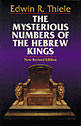 Edwin R. Thiele
THE
MYSTERIOUS
NUMBERS
OF THE
HEBREW
KINGS
New Revised Edition